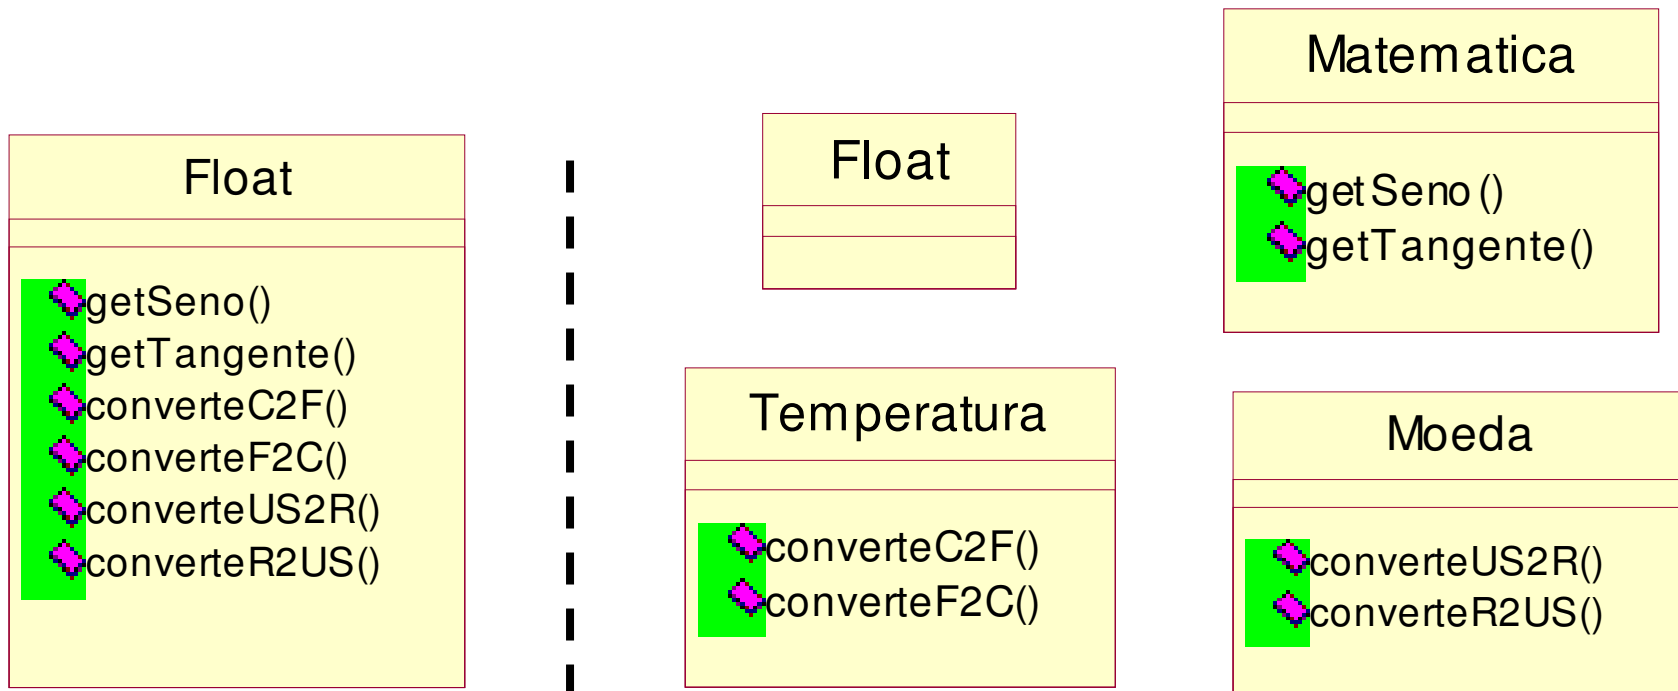 Float
getSeno()
getTangente()
converteC2F()
converteF2C()
converteUS2R()
converteR2US()
Float
Matematica
getSeno()
getTangente()
Temperatura
converteC2F()
converteF2C()
Moeda
converteUS2R()
converteR2US()